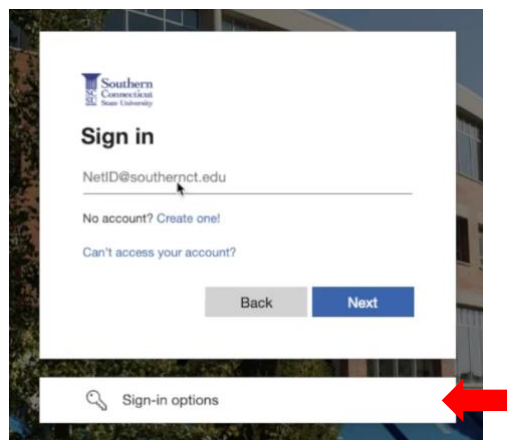 Southern
Connecticut
State University
Sign in
NetID@southernct.edu
No account? Create one!
Can't access your account?
Back
Next
Sign-in options